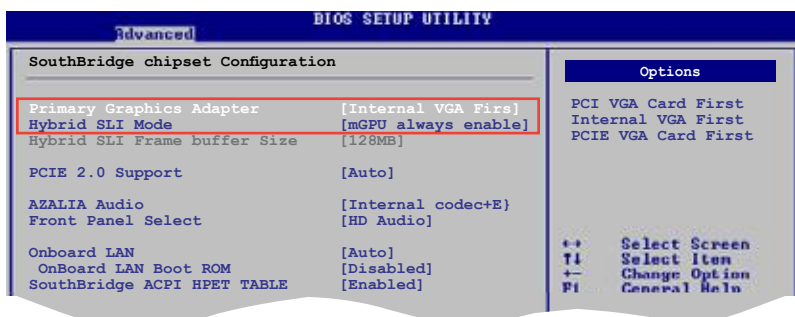 BIOS SETUP UTILITY
Advanced
SouthBridge chipset Configuration
Primary Graphics Adapter [Internal VGA Firs]
Hybrid SLI Mode [mGPU always enable]
Hybrid SLI Frame buffer Size [128MB]
PCIE 2.0 Support [Auto]
AZALIA Audio [Internal codec+E}
Front Panel Select [HD Audio]
Onboard LAN [Auto]
OnBoard LAN Boot ROM [Disabled]
SouthBridge ACPI HPET TABLE [Enabled]
Options
PCI VGA Card First
Internal VGA First
PCIE VGA Card First
←→ Select Screen
↑↓ Select Item
+- Change Option
F1 General Help